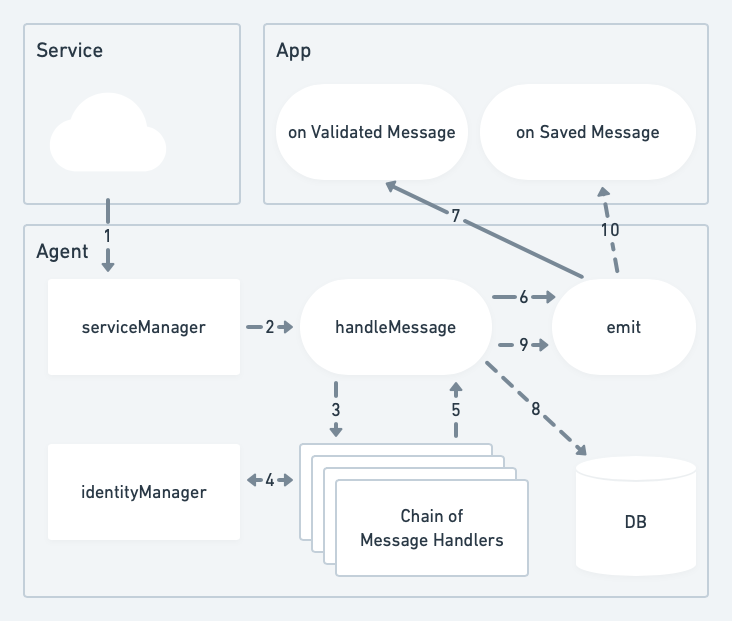 Service
App
on Validated Message
on Saved Message
7
10
1
Agent
serviceManager
2
handleMessage
6
9
emit
3
5
8
identityManager
4
Chain of
Message Handlers
DB